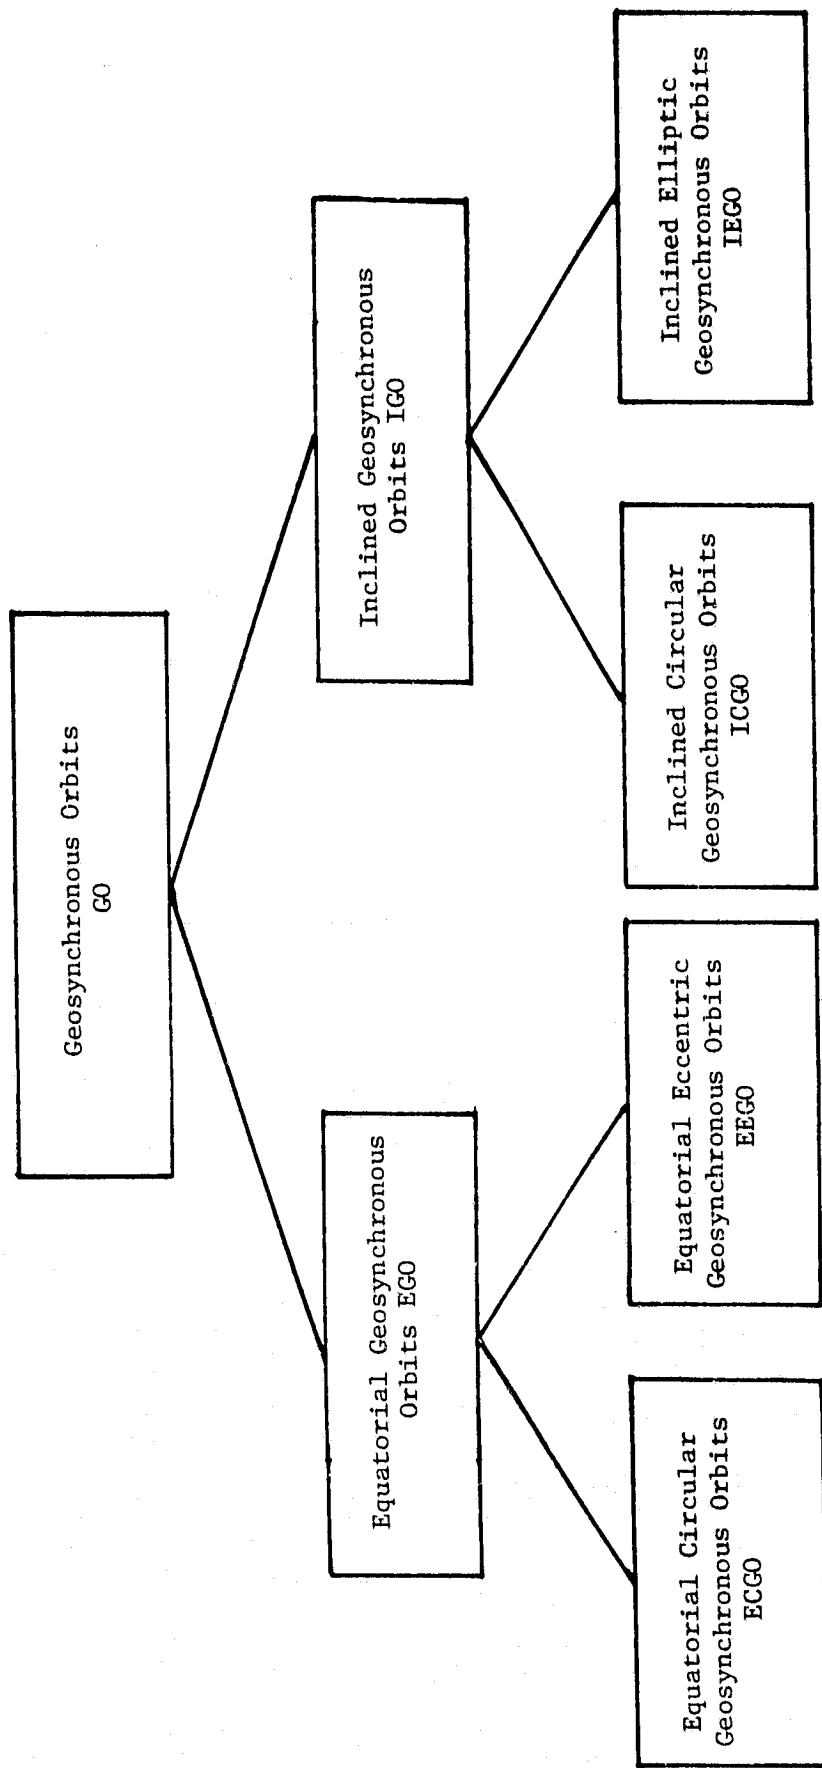 Geosynchronous Orbits
GO
Equatorial Geosynchronous
Orbits EGO
Inclined Geosynchronous
Orbits IGO
Equatorial Circular
Geosynchronous Orbits
ECGO
Equatorial Eccentric
Geosynchronous Orbits
EEGO
Inclined Circular
Geosynchronous Orbits
ICGO
Inclined Elliptic
Geosynchronous Orbits
IEGO